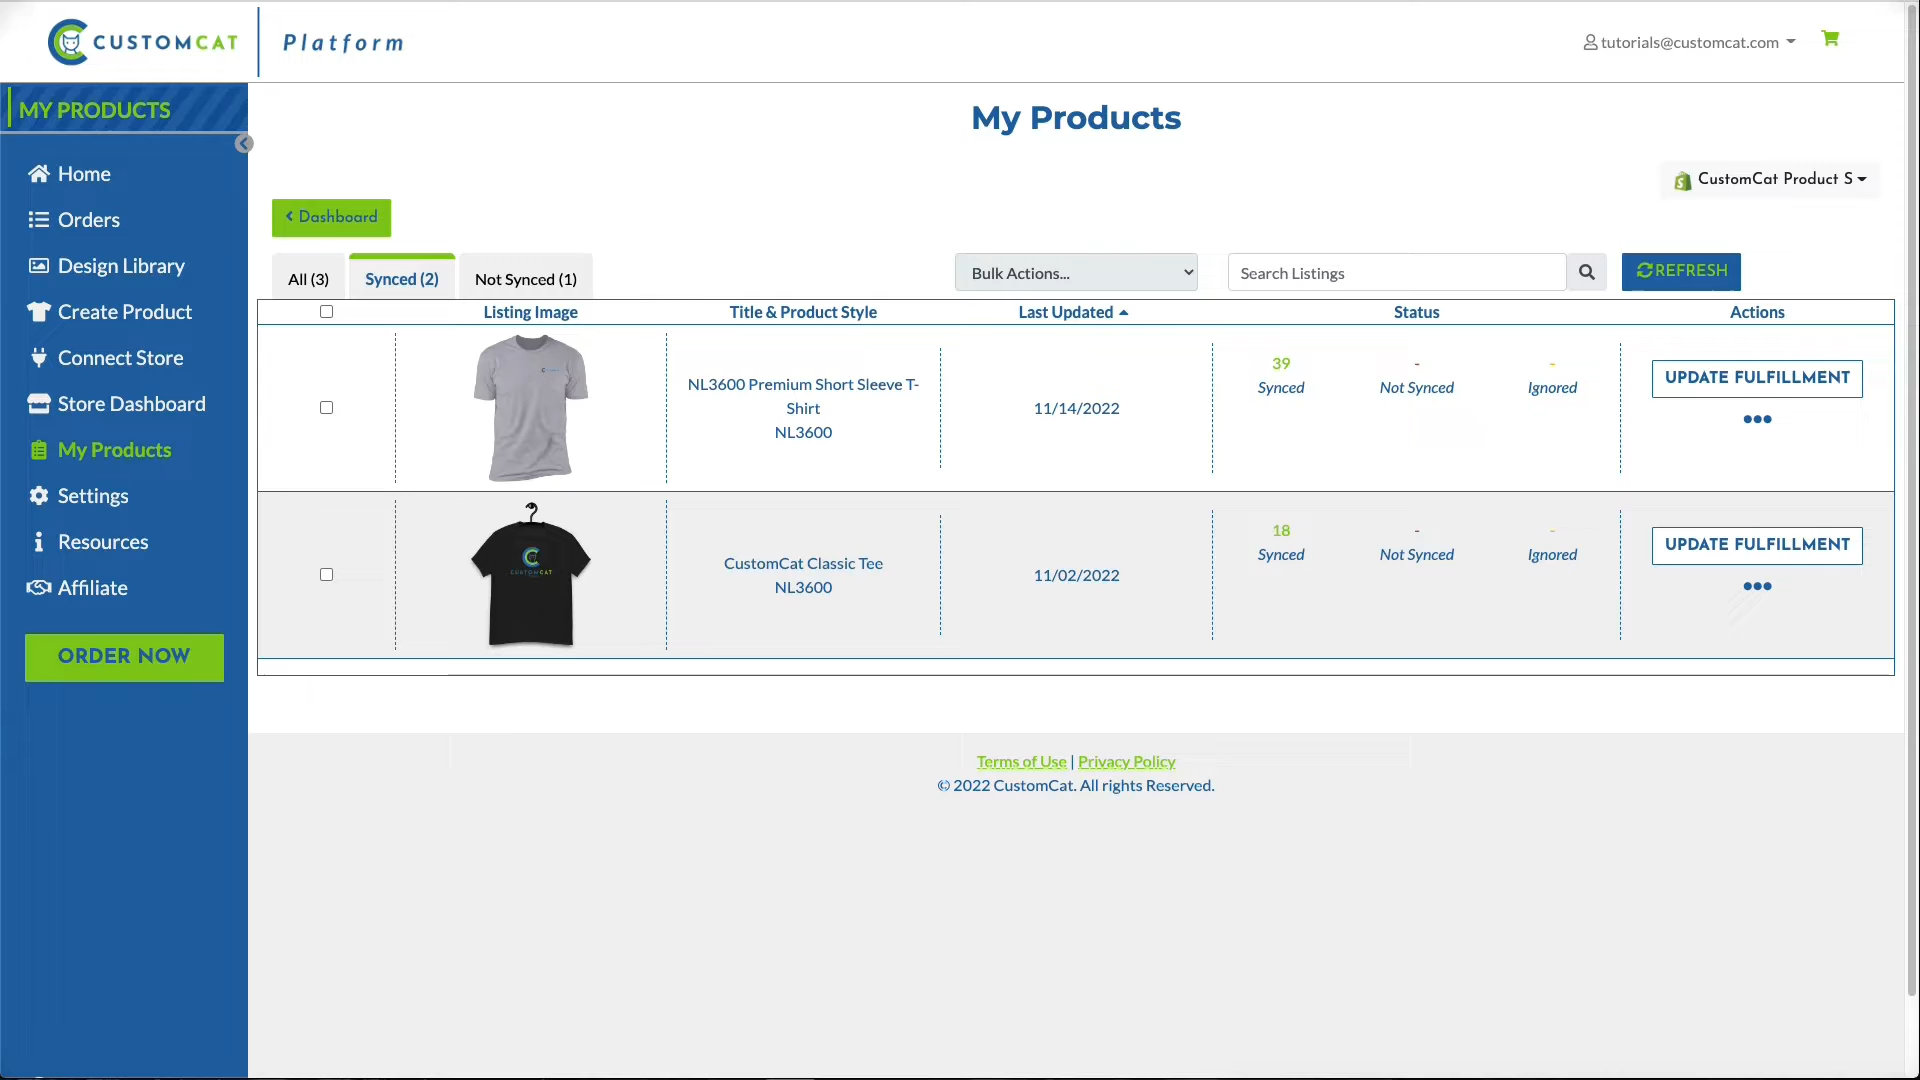 CUSTOMCAT Platform
tutorials@customcat.com
MY PRODUCTS
Home
Orders
Design Library
Create Product
Connect Store
Store Dashboard
My Products
Settings
Resources
Affiliate
ORDER NOW
My Products
CustomCat Product S
Dashboard
All (3) Synced (2) Not Synced (1)
Bulk Actions... Search Listings REFRESH
Listing Image Title & Product Style Last Updated Status Actions
NL3600 Premium Short Sleeve T-
Shirt
NL3600
11/14/2022
39 - -
Synced Not Synced Ignored
UPDATE FULFILLMENT
CUSTOMCAT
CustomCat Classic Tee
NL3600
11/02/2022
18 - -
Synced Not Synced Ignored
UPDATE FULFILLMENT
Terms of Use | Privacy Policy
© 2022 CustomCat. All rights Reserved.